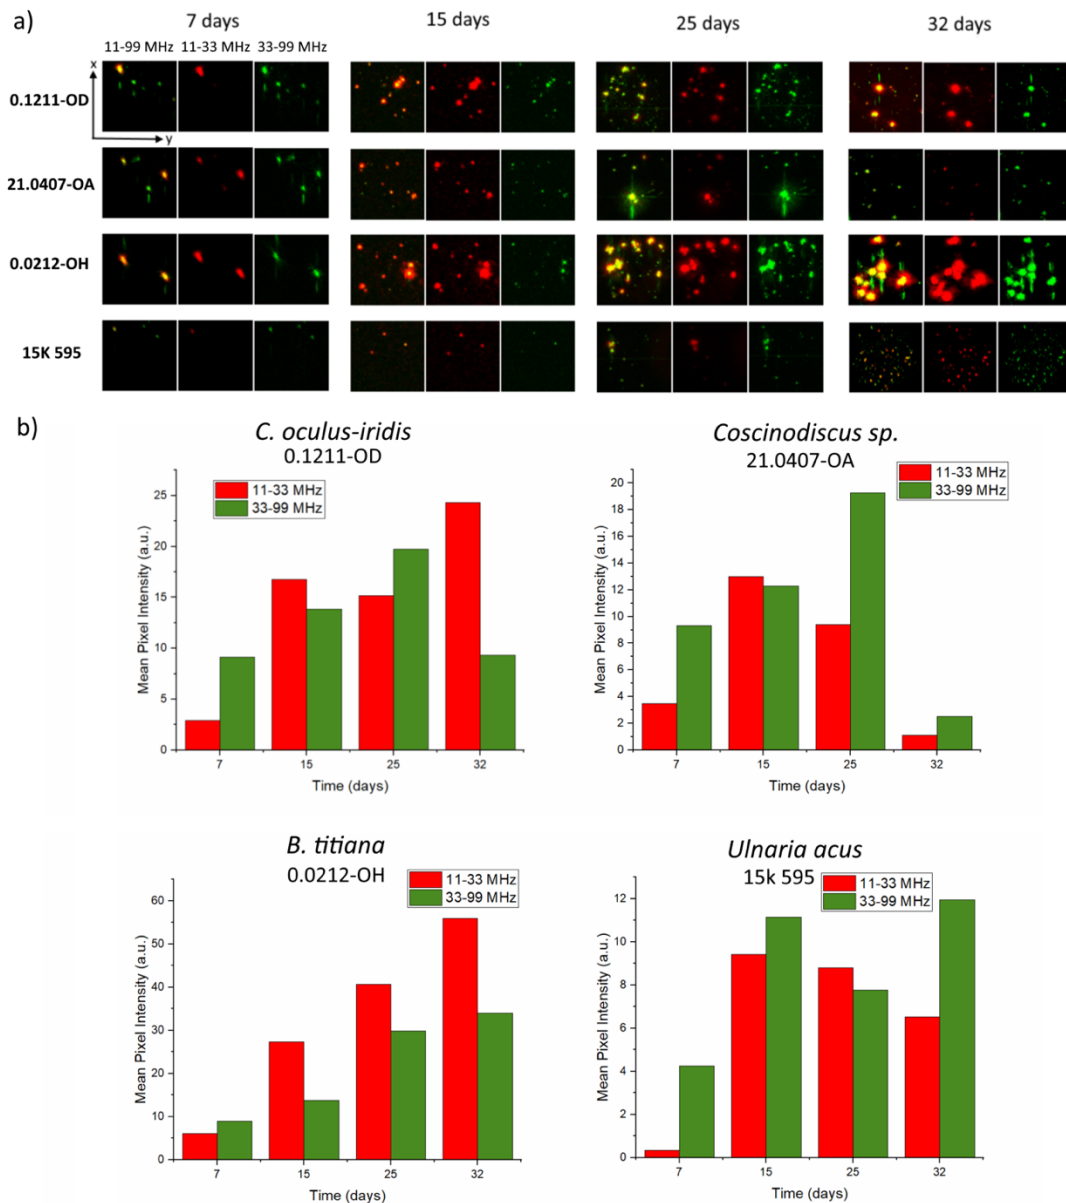 a)
7 days
15 days
25 days
32 days
11-99 MHz 11-33 MHz 33-99 MHz
x
y
0.1211-OD
21.0407-OA
0.0212-OH
15K 595
b)
C. oculus-iridis
0.1211-OD
11-33 MHz
33-99 MHz
25
20
15
10
5
0
Mean Pixel Intensity (a.u.)
7 15 25 32
Time (days)
Coscinodiscus sp.
21.0407-OA
11-33 MHz
33-99 MHz
20
18
16
14
12
10
8
6
4
2
0
Mean Pixel Intensity (a.u.)
7 15 25 32
Time (days)
B. titiana
0.0212-OH
11-33 MHz
33-99 MHz
60
50
40
30
20
10
0
Mean Pixel Intensity (a.u.)
7 15 25 32
Time (days)
Ulnaria acus
15k 595
11-33 MHz
33-99 MHz
12
10
8
6
4
2
0
Mean Pixel Intensity (a.u.)
7 15 25 32
Time (days)